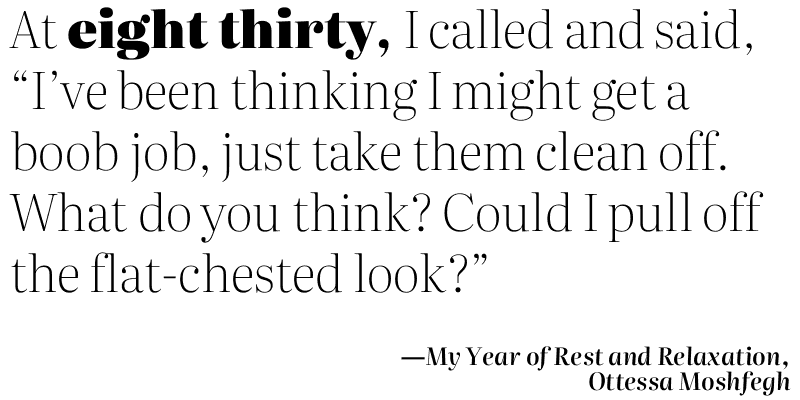 At eight thirty, I called and said,
“I’ve been thinking I might get a
boob job, just take them clean off.
What do you think? Could I pull off
the flat-chested look?”
—My Year of Rest and Relaxation,
Ottessa Moshfegh